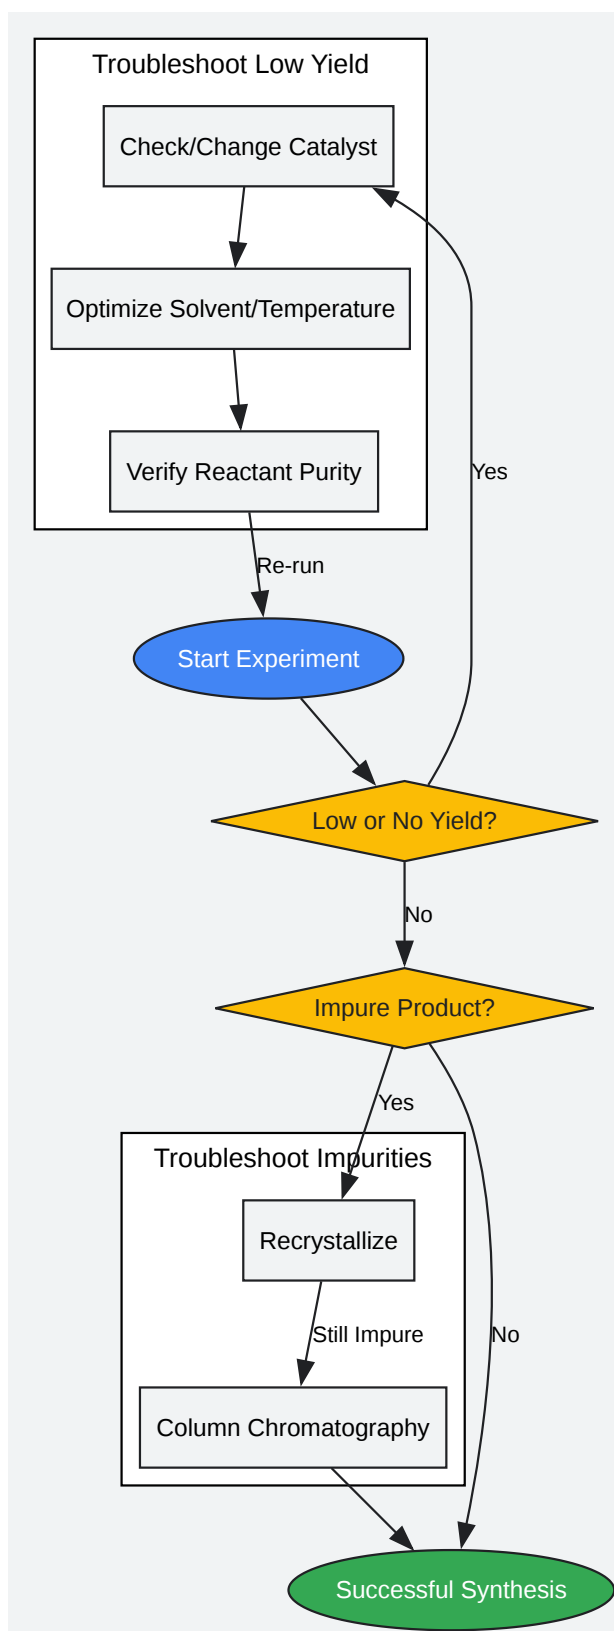 Troubleshoot Low Yield
Check/Change Catalyst
Optimize Solvent/Temperature
Yes
Verify Reactant Purity
Re-run
Start Experiment
Low or No Yield?
No
Impure Product?
Yes
Troubleshoot Impurities
Recrystallize
Still Impure
No
Column Chromatography
Successful Synthesis